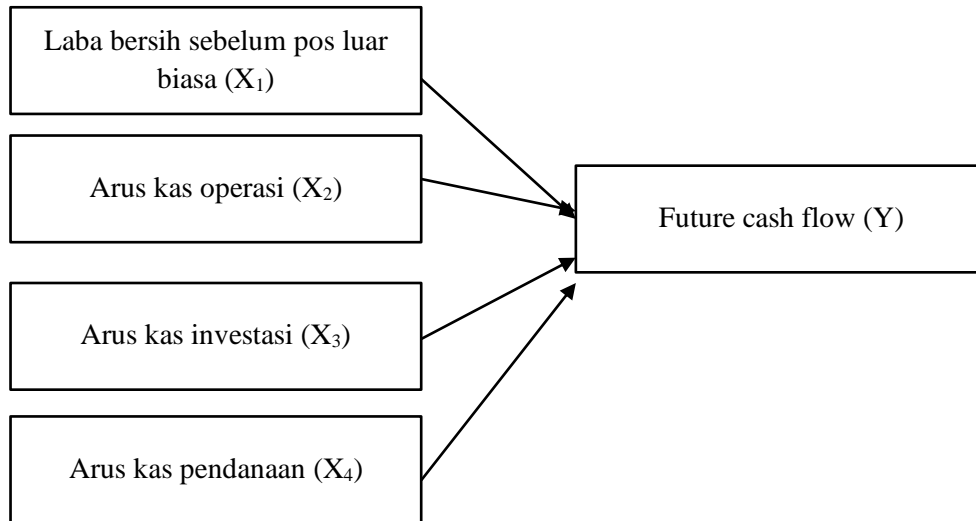 Laba bersih sebelum pos luar
biasa (X₁)
Arus kas operasi (X₂)
Future cash flow (Y)
Arus kas investasi (X₃)
Arus kas pendanaan (X₄)